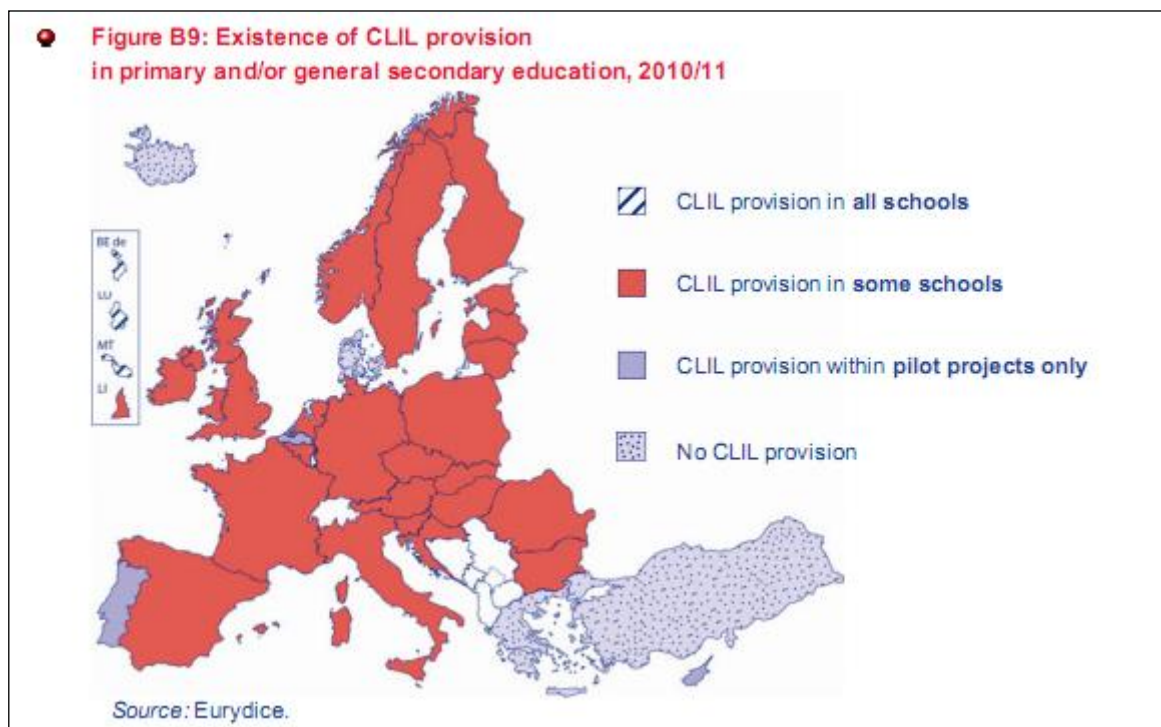 Figure B9: Existence of CLIL provision
in primary and/or general secondary education, 2010/11
BE de
LU
MT
LI
CLIL provision in all schools
CLIL provision in some schools
CLIL provision within pilot projects only
No CLIL provision
Source: Eurydice.